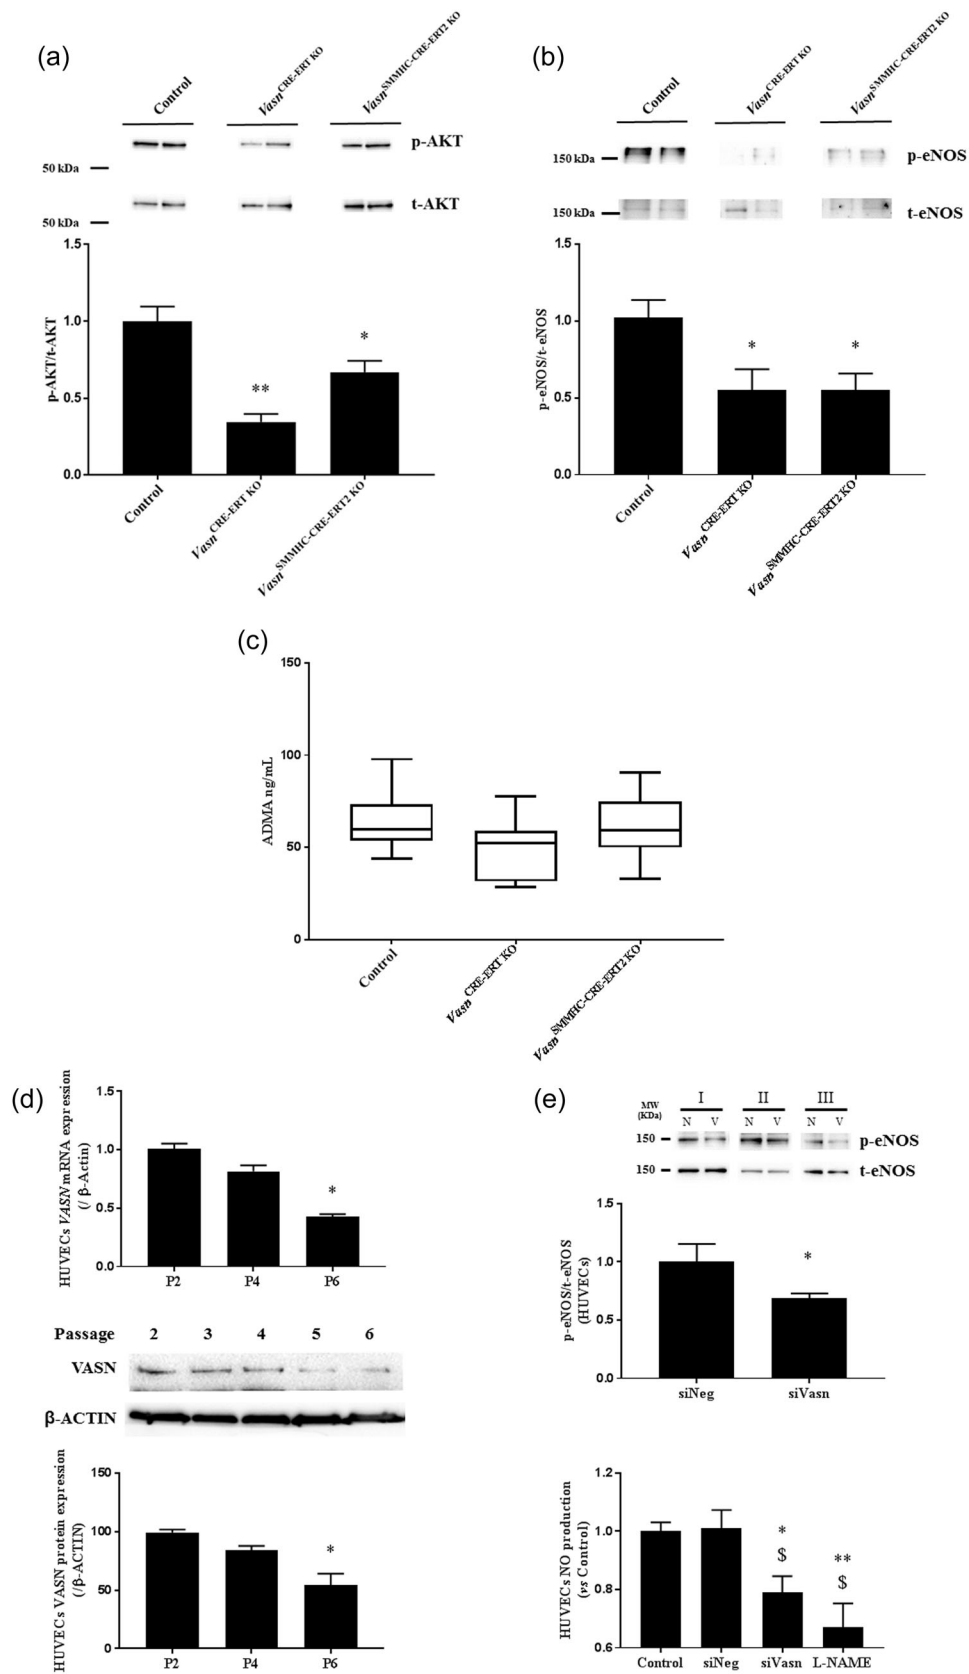 (a)
Control
Vasn CRE-ERT KO
Vasn SMMHC-CRE-ERT2 KO
p-AKT
50 kDa
t-AKT
50 kDa
p-AKT/t-AKT
1.5
1.0
0.5
0.0
**
*
Control
Vasn CRE-ERT KO
Vasn SMMHC-CRE-ERT2 KO
(b)
Control
Vasn CRE-ERT KO
Vasn SMMHC-CRE-ERT2 KO
150 kDa
p-eNOS
150 kDa
t-eNOS
p-eNOS/t-eNOS
1.5
1.0
0.5
0.0
*
*
Control
Vasn CRE-ERT KO
Vasn SMMHC-CRE-ERT2 KO
(c)
ADMA ng/mL
150
100
50
0
Control
Vasn CRE-ERT KO
Vasn SMMHC-CRE-ERT2 KO
(d)
HUVECs VASN mRNA expression
(/ β-Actin)
1.5
1.0
0.5
0.0
*
P2 P4 P6
Passage 2 3 4 5 6
VASN
β-ACTIN
HUVECs VASN protein expression
(/β-ACTIN)
150
100
50
0
*
P2 P4 P6
(e)
I II III
MW
(KDa)
N V N V N V
150 p-eNOS
150 t-eNOS
p-eNOS/t-eNOS
(HUVECs)
1.5
1.0
0.5
0.0
*
siNeg siVasn
HUVECs NO production
(vs Control)
1.2
1.0
0.8
0.6
*
$
**
$
Control siNeg siVasn L-NAME